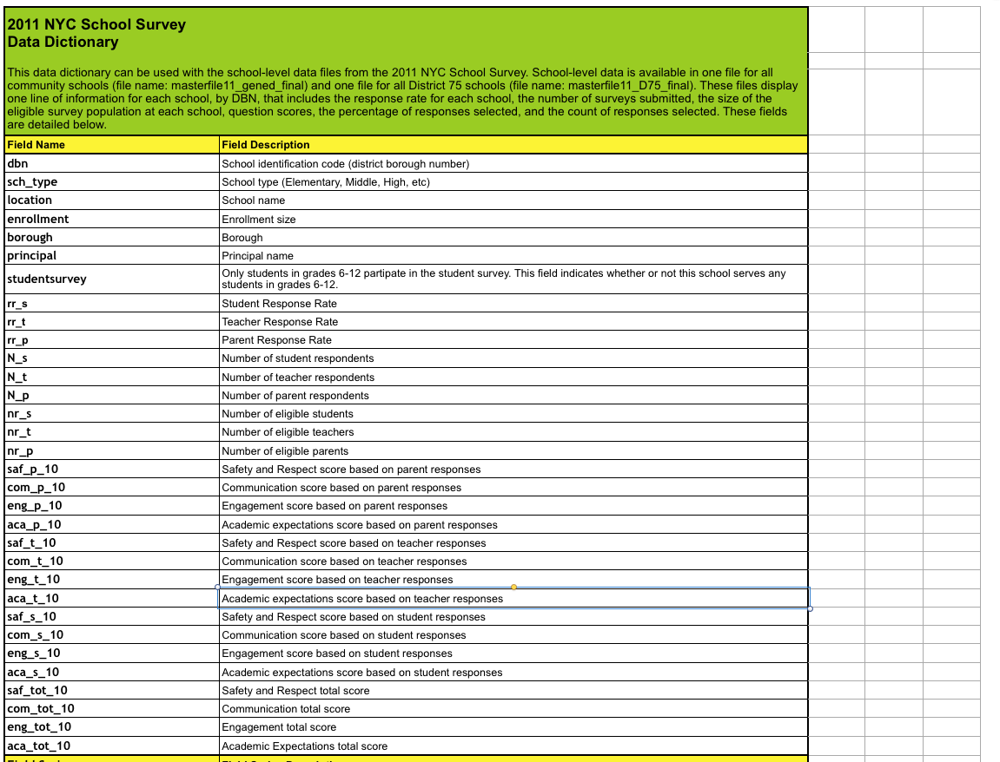 2011 NYC School Survey
Data Dictionary
This data dictionary can be used with the school-level data files from the 2011 NYC School Survey. School-level data is available in one file for all
community schools (file name: masterfile11_gened_final) and one file for all District 75 schools (file name: masterfile11_D75_final). These files display
one line of information for each school, by DBN, that includes the response rate for each school, the number of surveys submitted, the size of the
eligible survey population at each school, question scores, the percentage of responses selected, and the count of responses selected. These fields
are detailed below.
Field Name Field Description
dbn School identification code (district borough number)
sch_type School type (Elementary, Middle, High, etc)
location School name
enrollment Enrollment size
borough Borough
principal Principal name
studentsurvey Only students in grades 6-12 partipate in the student survey. This field indicates whether or not this school serves any
students in grades 6-12.
rr_s Student Response Rate
rr_t Teacher Response Rate
rr_p Parent Response Rate
N_s Number of student respondents
N_t Number of teacher respondents
N_p Number of parent respondents
nr_s Number of eligible students
nr_t Number of eligible teachers
nr_p Number of eligible parents
saf_p_10 Safety and Respect score based on parent responses
com_p_10 Communication score based on parent responses
eng_p_10 Engagement score based on parent responses
aca_p_10 Academic expectations score based on parent responses
saf_t_10 Safety and Respect score based on teacher responses
com_t_10 Communication score based on teacher responses
eng_t_10 Engagement score based on teacher responses
aca_t_10 Academic expectations score based on teacher responses
saf_s_10 Safety and Respect score based on student responses
com_s_10 Communication score based on student responses
eng_s_10 Engagement score based on student responses
aca_s_10 Academic expectations score based on student responses
saf_tot_10 Safety and Respect total score
com_tot_10 Communication total score
eng_tot_10 Engagement total score
aca_tot_10 Academic Expectations total score